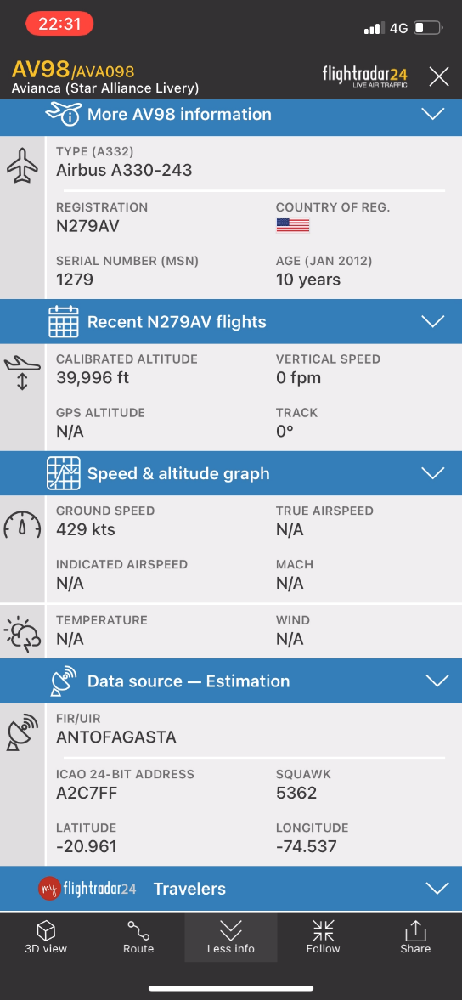 22:31
4G
AV98/AVA098
Avianca (Star Alliance Livery)
flightradar24
LIVE AIR TRAFFIC
More AV98 information
TYPE (A332)
Airbus A330-243
REGISTRATION
N279AV
COUNTRY OF REG.
SERIAL NUMBER (MSN)
1279
AGE (JAN 2012)
10 years
Recent N279AV flights
CALIBRATED ALTITUDE
39,996 ft
VERTICAL SPEED
0 fpm
GPS ALTITUDE
N/A
TRACK
0°
Speed & altitude graph
GROUND SPEED
429 kts
TRUE AIRSPEED
N/A
INDICATED AIRSPEED
N/A
MACH
N/A
TEMPERATURE
N/A
WIND
N/A
Data source — Estimation
FIR/UIR
ANTOFAGASTA
ICAO 24-BIT ADDRESS
A2C7FF
SQUAWK
5362
LATITUDE
-20.961
LONGITUDE
-74.537
my flightradar24 Travelers
3D view
Route
Less info
Follow
Share